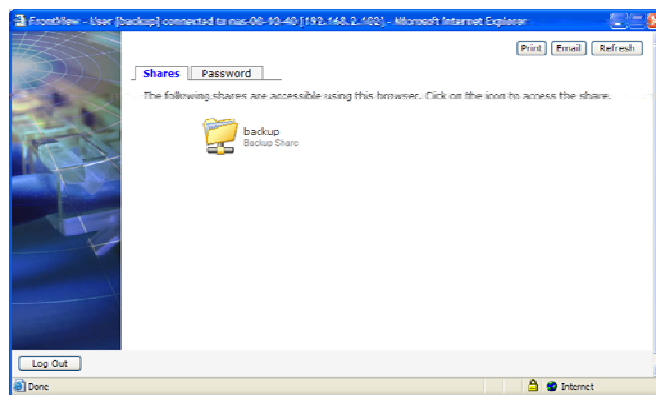 FrontView - User [backup] connected to nas-00-10-40 [192.168.2.102] - Microsoft Internet Explorer
Print Email Refresh
Shares Password
The following shares are accessible using this browser. Click on the icon to access the share.
backup
Backup Share
Log Out
Done Internet